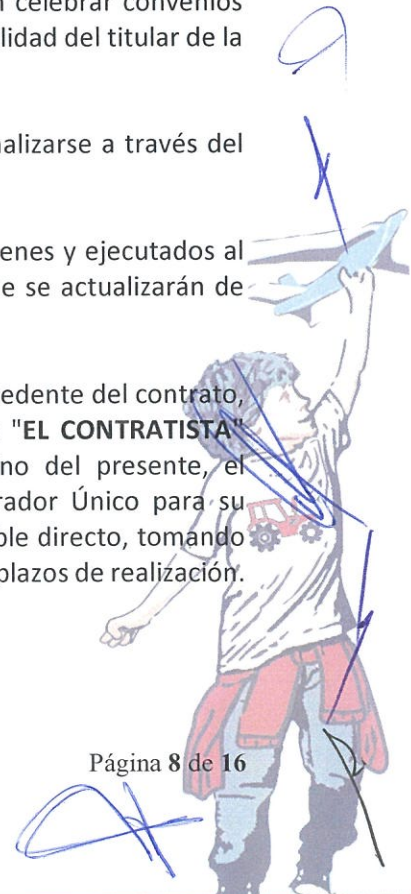 celebrar convenios
lidad del titular de la
nalizarse a través del
enes y ejecutados al
e se actualizarán de
edente del contrato,
"EL CONTRATISTA"
no del presente, el
rador Único para su
ble directo, tomando
plazos de realización.
Página 8 de 16